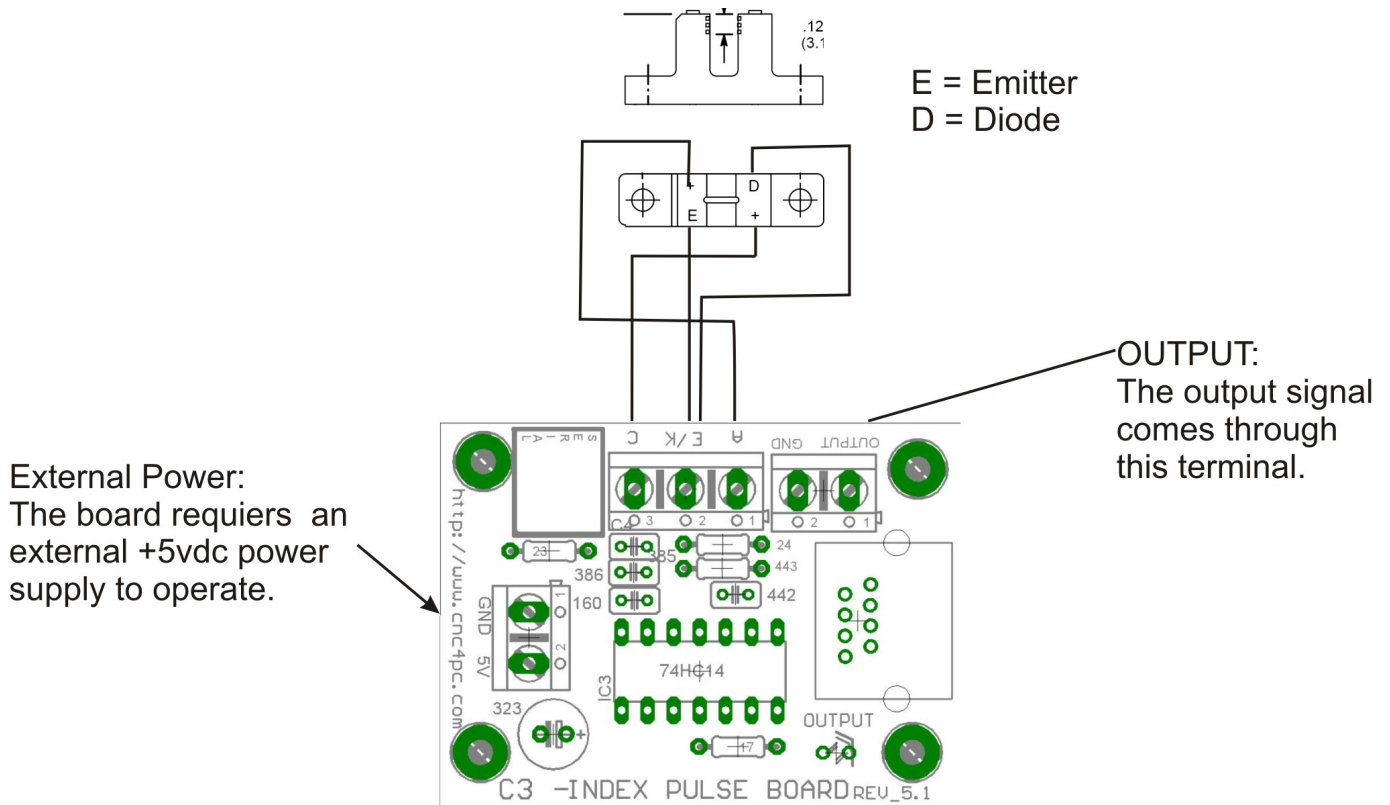 .12
(3.1
E = Emitter
D = Diode
+ D
E +
OUTPUT:
The output signal
comes through
this terminal.
External Power:
The board requiers an
external +5vdc power
supply to operate.
SERIAL
C E/K A
GND OUTPUT
3 2 1
2 1
C4
23
385
24
386
443
160
442
http://www.cnc4pc.com
GND 1
5V 2
74HC14
IC3
323
+
OUTPUT
17
C3 -INDEX PULSE BOARD REV_5.1